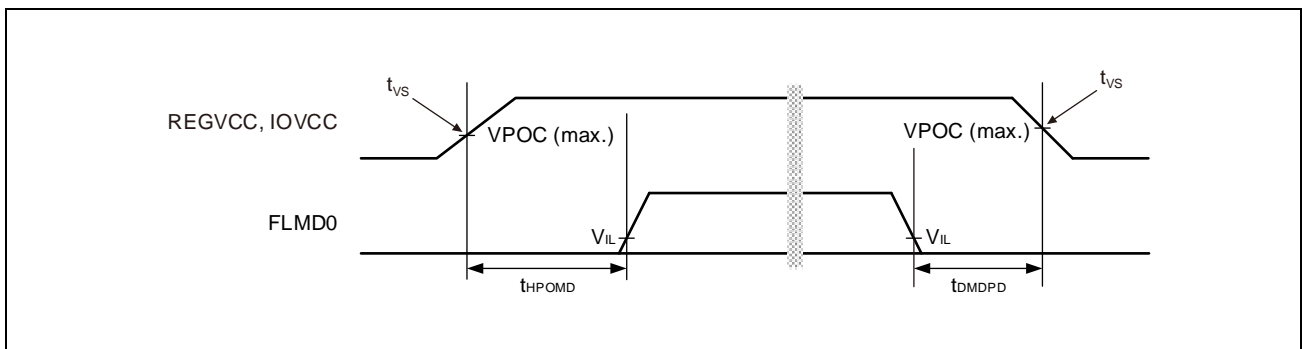 tVS
tVS
REGVCC, IOVCC
VPOC (max.)
VPOC (max.)
FLMD0
VIL
VIL
tHPOMD
tDMDPD